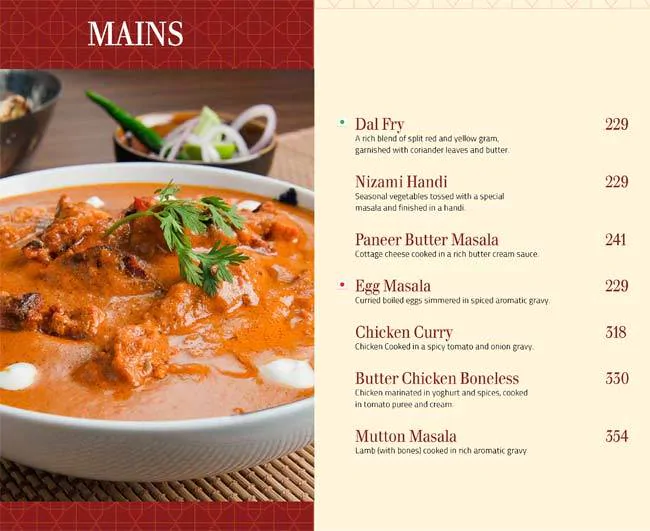 MAINS
Dal Fry 229
A rich blend of split red and yellow gram,
garnished with coriander leaves and butter.
Nizami Handi 229
Seasonal vegetables tossed with a special
masala and finished in a handi.
Paneer Butter Masala 241
Cottage cheese cooked in a rich butter cream sauce.
Egg Masala 229
Curried boiled eggs simmered in spiced aromatic gravy.
Chicken Curry 318
Chicken Cooked in a spicy tomato and onion gravy.
Butter Chicken Boneless 330
Chicken marinated in yoghurt and spices, cooked
in tomato puree and cream.
Mutton Masala 354
Lamb (with bones) cooked in rich aromatic gravy